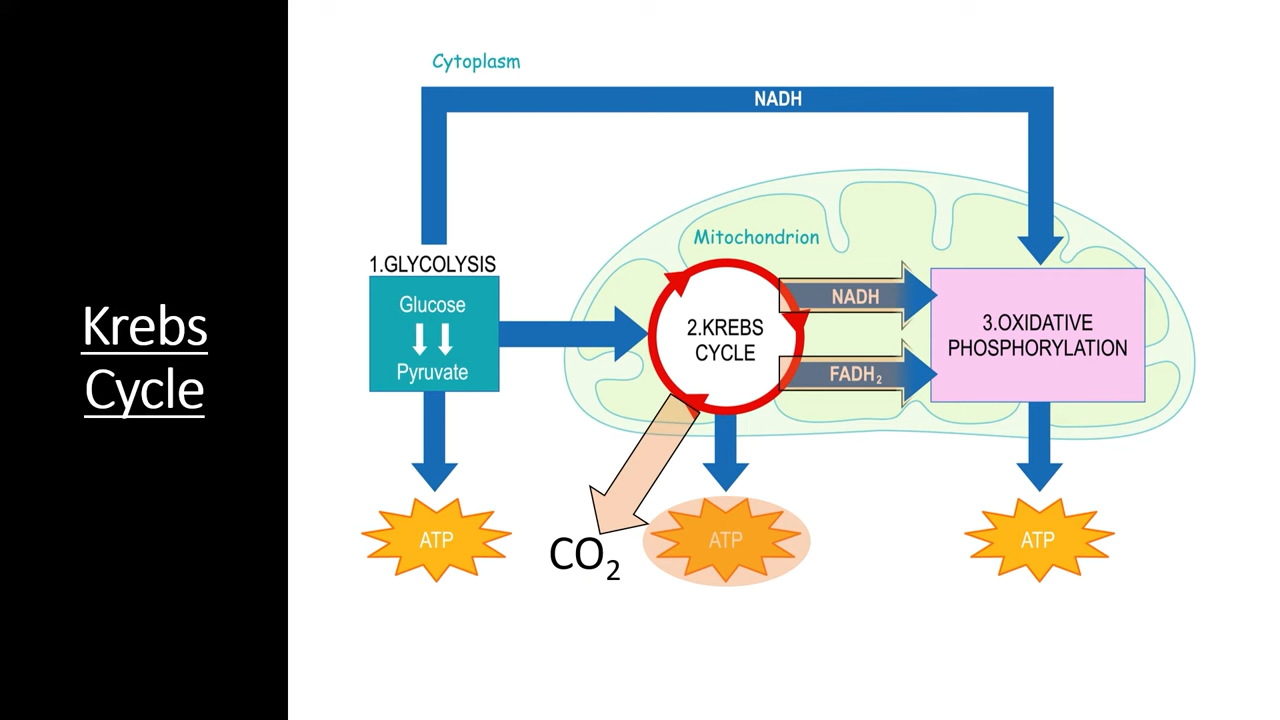 Krebs
Cycle
Cytoplasm
NADH
Mitochondrion
1.GLYCOLYSIS
Glucose
Pyruvate
2.KREBS
CYCLE
NADH
FADH₂
3.OXIDATIVE
PHOSPHORYLATION
ATP
CO₂
ATP
ATP